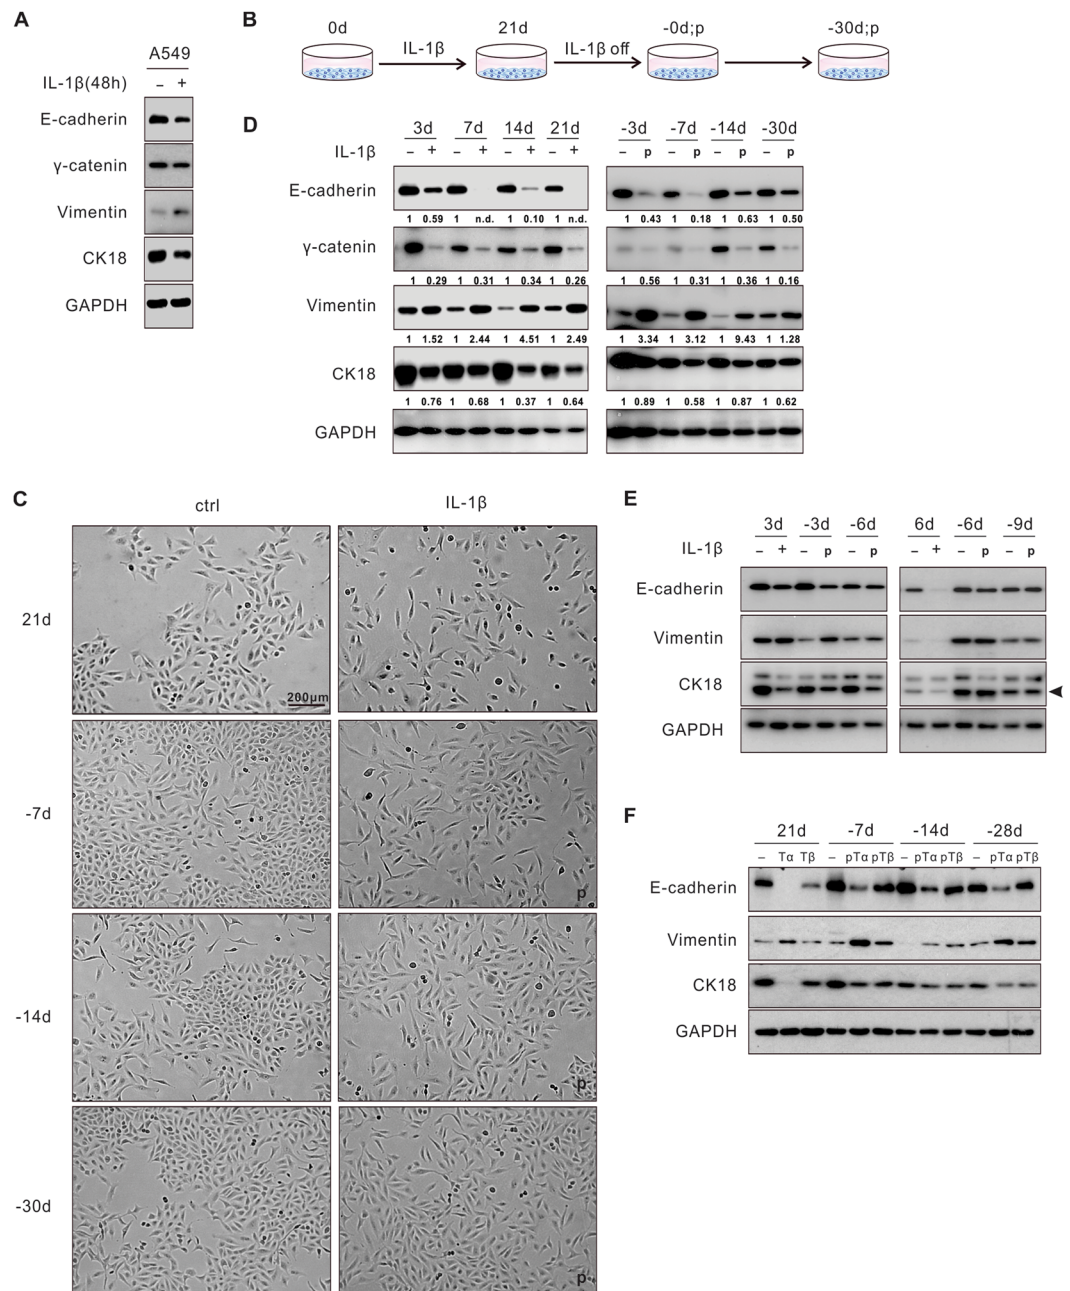 A
A549
IL-1β(48h)
– +
E-cadherin
γ-catenin
Vimentin
CK18
GAPDH
B
0d 21d -0d;p -30d;p
IL-1β IL-1β off
D
3d 7d 14d 21d -3d -7d -14d -30d
IL-1β – + – + – + – + – p – p – p – p
E-cadherin
1 0.59 1 n.d. 1 0.10 1 n.d. 1 0.43 1 0.18 1 0.63 1 0.50
γ-catenin
1 0.29 1 0.31 1 0.34 1 0.26 1 0.56 1 0.31 1 0.36 1 0.16
Vimentin
1 1.52 1 2.44 1 4.51 1 2.49 1 3.34 1 3.12 1 9.43 1 1.28
CK18
1 0.76 1 0.68 1 0.37 1 0.64 1 0.89 1 0.58 1 0.87 1 0.62
GAPDH
C
ctrl IL-1β
21d
200μm
-7d
p
-14d
p
-30d
p
E
3d -3d -6d 6d -6d -9d
IL-1β – + – p – p – + – p – p
E-cadherin
Vimentin
CK18
GAPDH
F
21d -7d -14d -28d
– Tα Tβ – pTα pTβ – pTα pTβ – pTα pTβ
E-cadherin
Vimentin
CK18
GAPDH